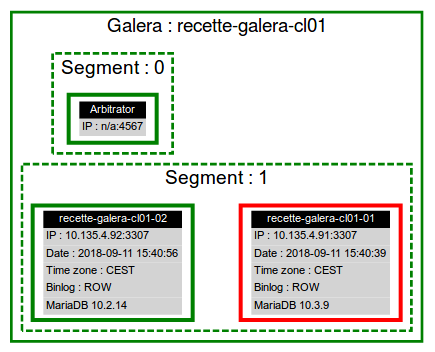 Galera : recette-galera-cl01
Segment : 0
Arbitrator
IP : n/a:4567
Segment : 1
recette-galera-cl01-02
IP : 10.135.4.92:3307
Date : 2018-09-11 15:40:56
Time zone : CEST
Binlog : ROW
MariaDB 10.2.14
recette-galera-cl01-01
IP : 10.135.4.91:3307
Date : 2018-09-11 15:40:39
Time zone : CEST
Binlog : ROW
MariaDB 10.3.9